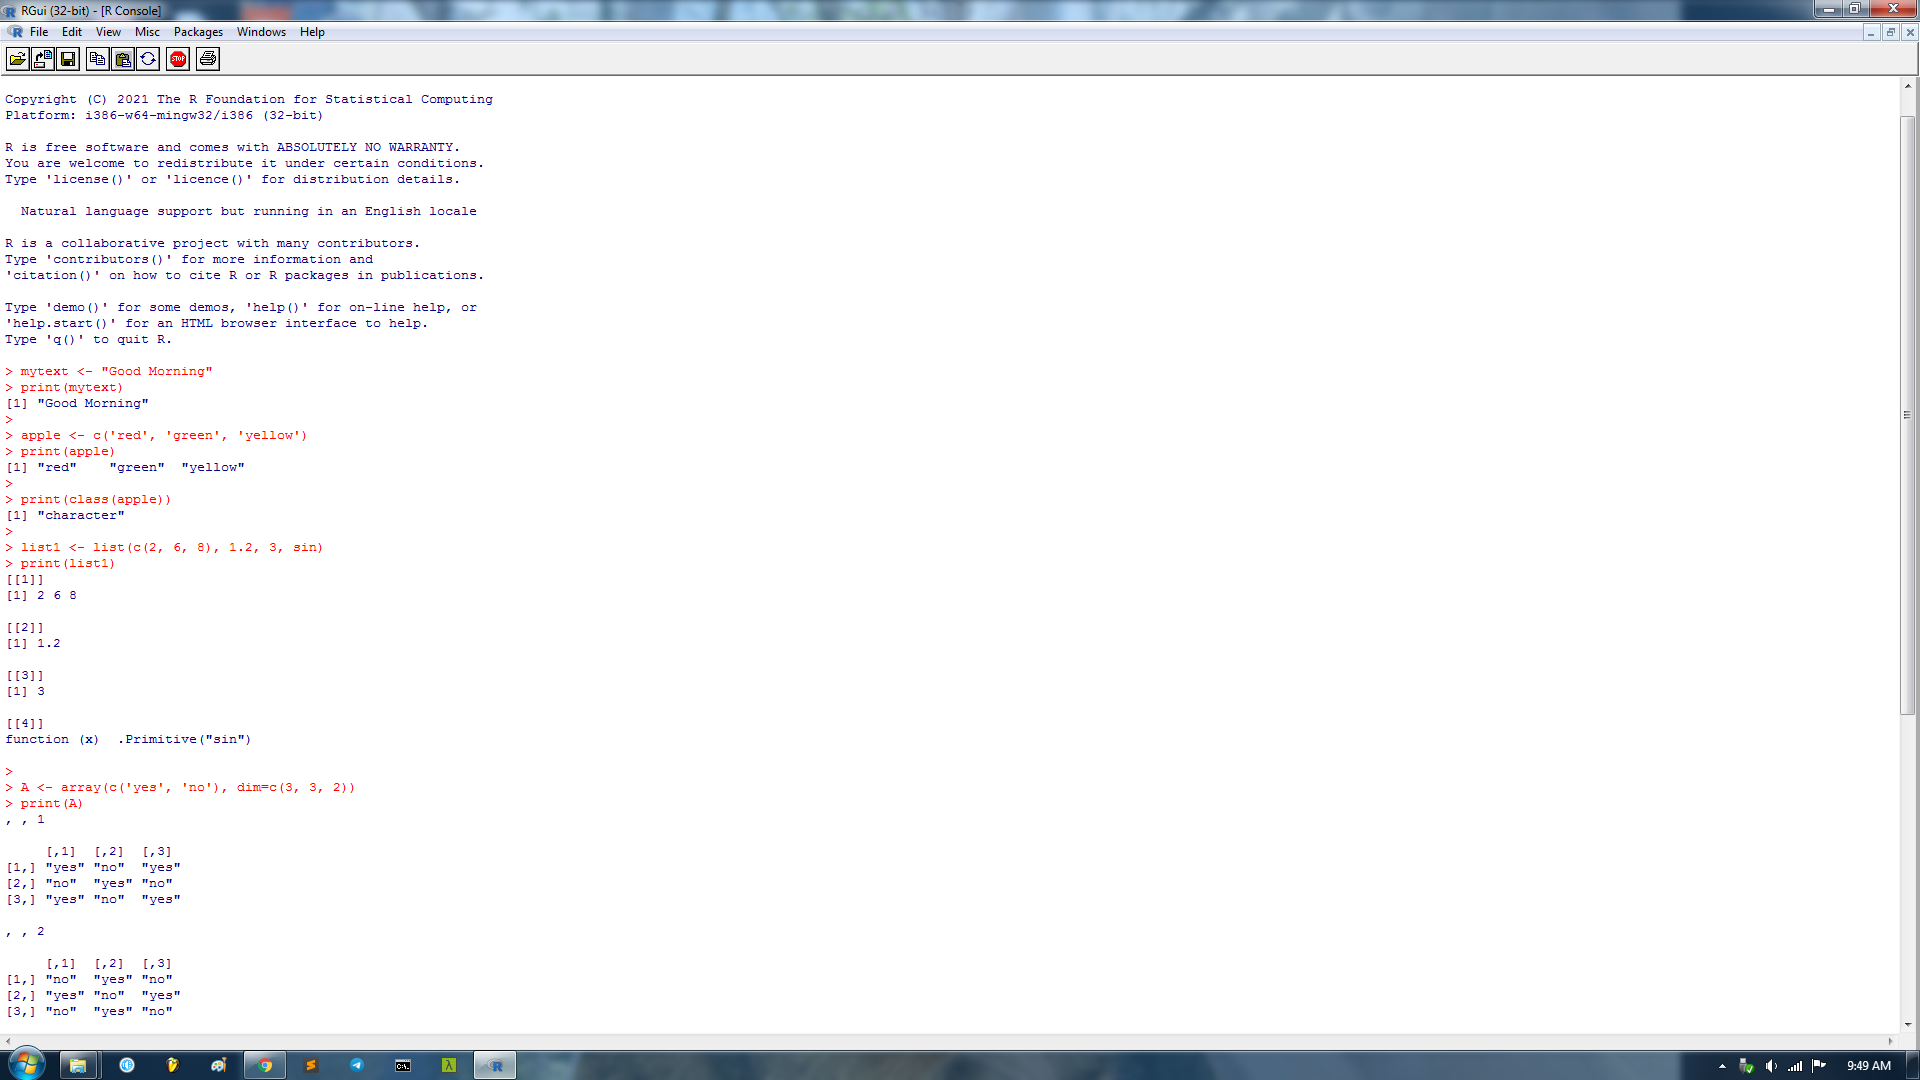 RGui (32-bit) - [R Console]
File Edit View Misc Packages Windows Help
STOP
Copyright (C) 2021 The R Foundation for Statistical Computing
Platform: i386-w64-mingw32/i386 (32-bit)
R is free software and comes with ABSOLUTELY NO WARRANTY.
You are welcome to redistribute it under certain conditions.
Type 'license()' or 'licence()' for distribution details.
  Natural language support but running in an English locale
R is a collaborative project with many contributors.
Type 'contributors()' for more information and
'citation()' on how to cite R or R packages in publications.
Type 'demo()' for some demos, 'help()' for on-line help, or
'help.start()' for an HTML browser interface to help.
Type 'q()' to quit R.
> mytext <- "Good Morning"
> print(mytext)
[1] "Good Morning"
>
> apple <- c('red', 'green', 'yellow')
> print(apple)
[1] "red"    "green"  "yellow"
>
> print(class(apple))
[1] "character"
>
> list1 <- list(c(2, 6, 8), 1.2, 3, sin)
> print(list1)
[[1]]
[1] 2 6 8
[[2]]
[1] 1.2
[[3]]
[1] 3
[[4]]
function (x)  .Primitive("sin")
>
> A <- array(c('yes', 'no'), dim=c(3, 3, 2))
> print(A)
, , 1
     [,1]  [,2]  [,3]
[1,] "yes" "no"  "yes"
[2,] "no"  "yes" "no"
[3,] "yes" "no"  "yes"
, , 2
     [,1]  [,2]  [,3]
[1,] "no"  "yes" "no"
[2,] "yes" "no"  "yes"
[3,] "no"  "yes" "no"
9:49 AM